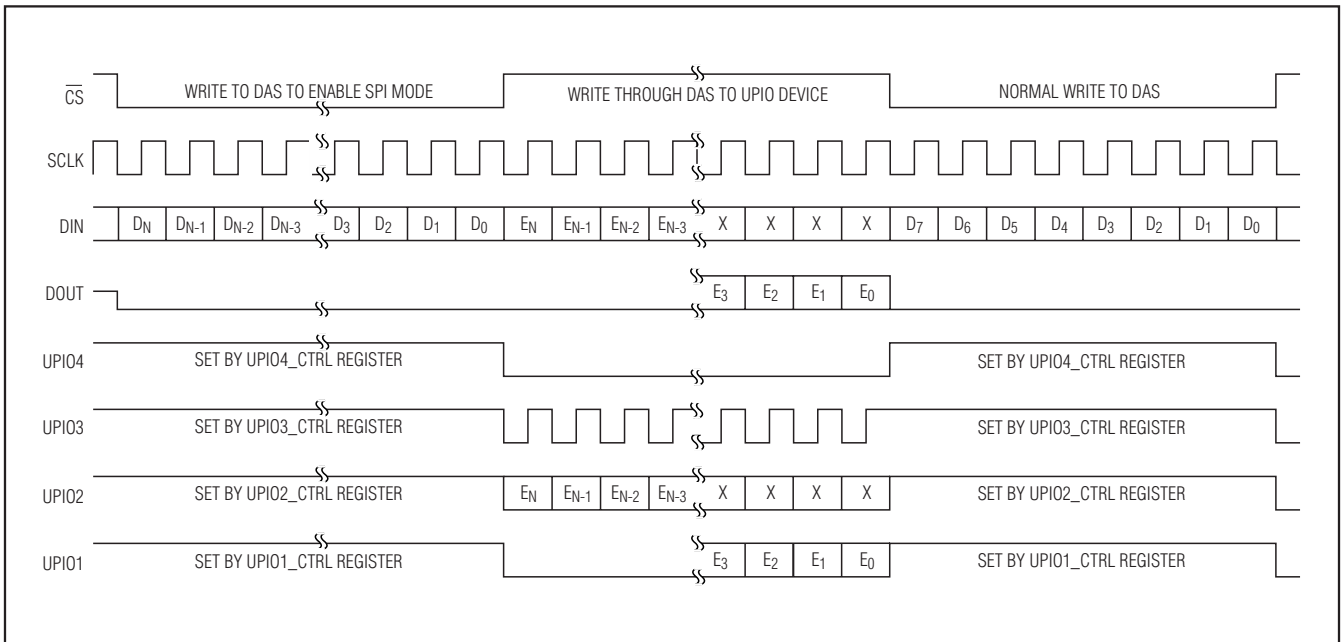 CS WRITE TO DAS TO ENABLE SPI MODE WRITE THROUGH DAS TO UPIO DEVICE NORMAL WRITE TO DAS
SCLK
DIN DN DN-1 DN-2 DN-3 D3 D2 D1 D0 EN EN-1 EN-2 EN-3 X X X X D7 D6 D5 D4 D3 D2 D1 D0
DOUT E3 E2 E1 E0
UPIO4 SET BY UPIO4_CTRL REGISTER SET BY UPIO4_CTRL REGISTER
UPIO3 SET BY UPIO3_CTRL REGISTER SET BY UPIO3_CTRL REGISTER
UPIO2 SET BY UPIO2_CTRL REGISTER EN EN-1 EN-2 EN-3 X X X X SET BY UPIO2_CTRL REGISTER
UPIO1 SET BY UPIO1_CTRL REGISTER E3 E2 E1 E0 SET BY UPIO1_CTRL REGISTER